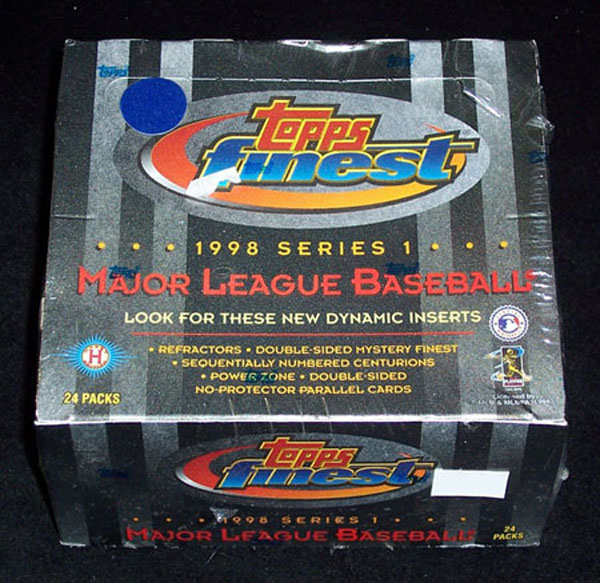 Topps
finest
• • • 1998 SERIES 1 • • •
MAJOR LEAGUE BASEBALL
LOOK FOR THESE NEW DYNAMIC INSERTS
• REFRACTORS • DOUBLE-SIDED MYSTERY FINEST
• SEQUENTIALLY NUMBERED CENTURIONS
• POWER ZONE • DOUBLE-SIDED
NO-PROTECTOR PARALLEL CARDS
H
24 PACKS
Licensed by
Topps
finest
• • 1998 SERIES 1 • • •
MAJOR LEAGUE BASEBALL
24
PACKS